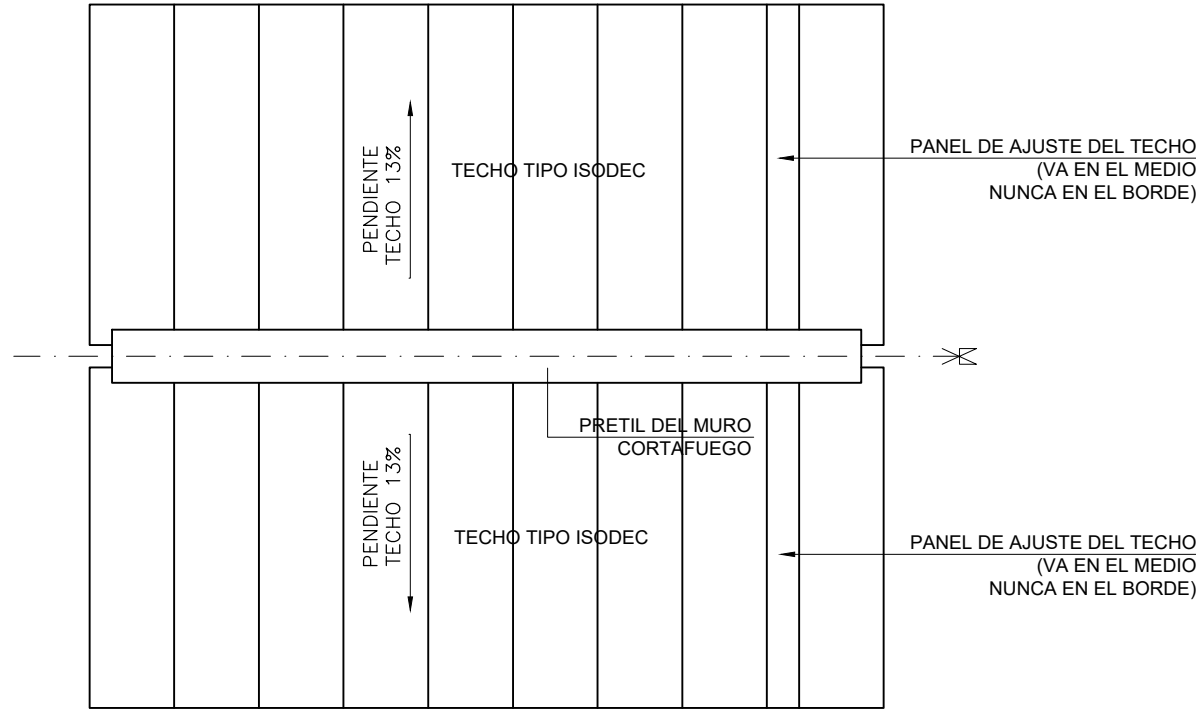 PENDIENTE
TECHO 13%
TECHO TIPO ISODEC
PANEL DE AJUSTE DEL TECHO
(VA EN EL MEDIO
NUNCA EN EL BORDE)
PRETIL DEL MURO
CORTAFUEGO
PENDIENTE
TECHO 13%
TECHO TIPO ISODEC
PANEL DE AJUSTE DEL TECHO
(VA EN EL MEDIO
NUNCA EN EL BORDE)